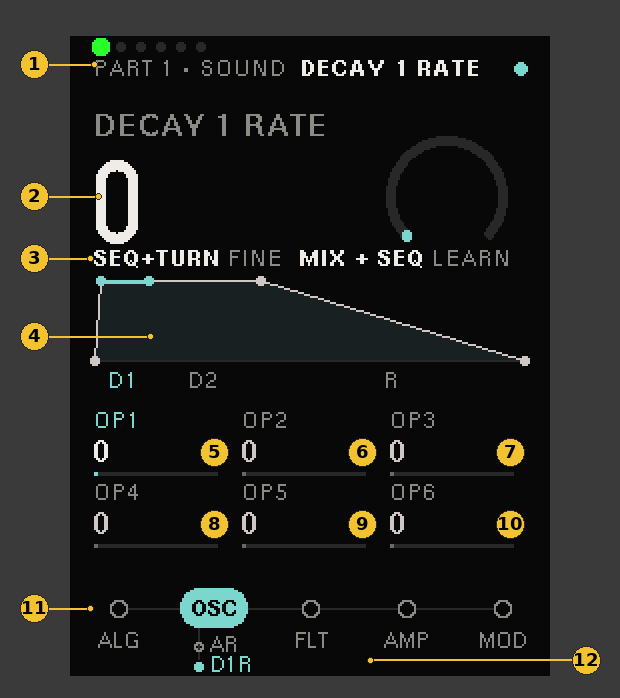 1 PART 1 · SOUND DECAY 1 RATE
DECAY 1 RATE
2 0
3 SEQ+TURN FINE MIX + SEQ LEARN
4
D1 D2 R
OP1 OP2 OP3
0 5 0 6 0 7
OP4 OP5 OP6
0 8 0 9 0 10
11 OSC
ALG AR FLT AMP MOD
D1R 12